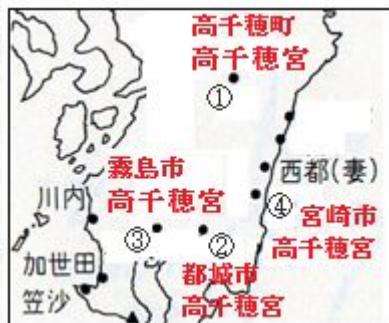 高千穂町
高千穂宮
①
霧島市
高千穂宮
西都(妻)
川内
④
宮崎市
高千穂宮
③
②
加世田
都城市
高千穂宮
笠沙